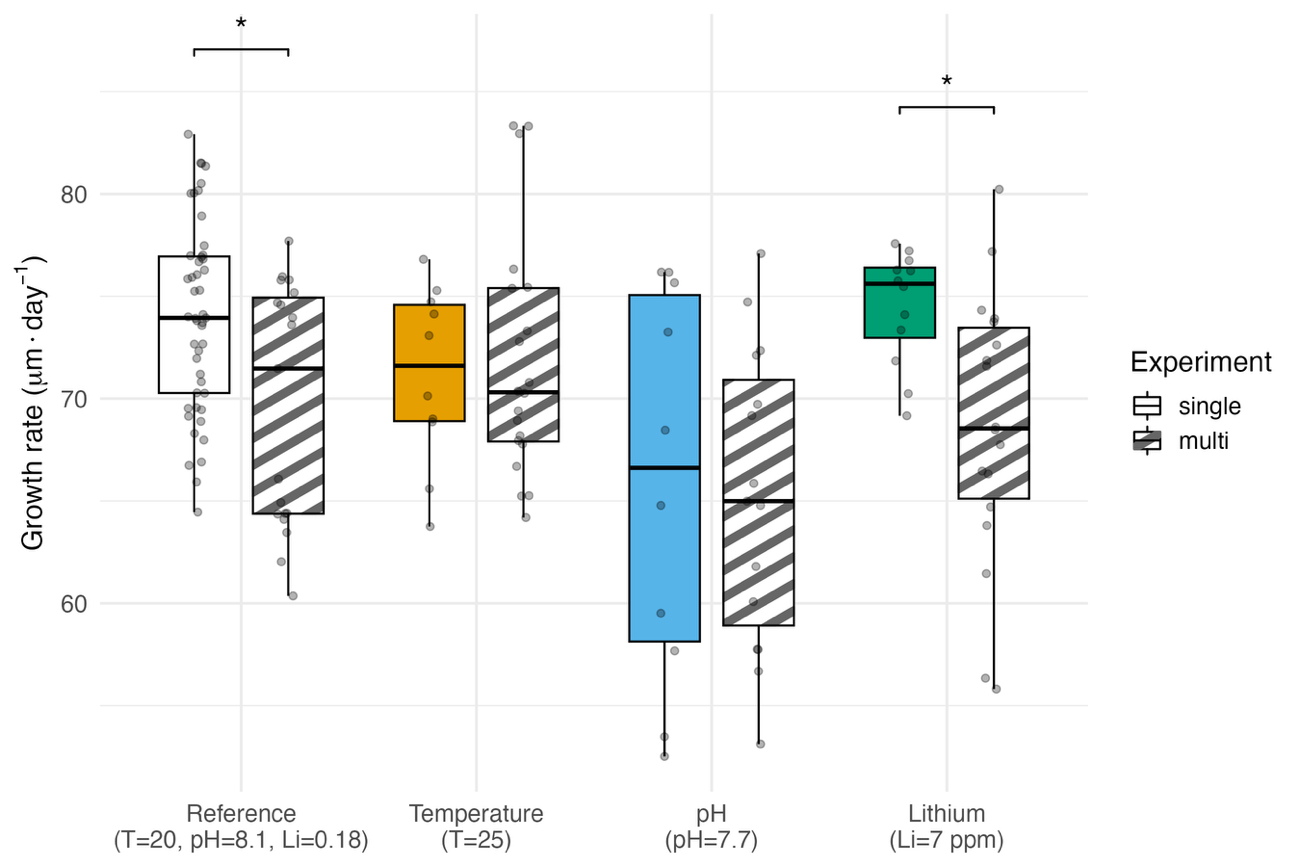 *
*
80
70
60
Growth rate (μm · day⁻¹)
Reference
(T=20, pH=8.1, Li=0.18)
Temperature
(T=25)
pH
(pH=7.7)
Lithium
(Li=7 ppm)
Experiment
single
multi